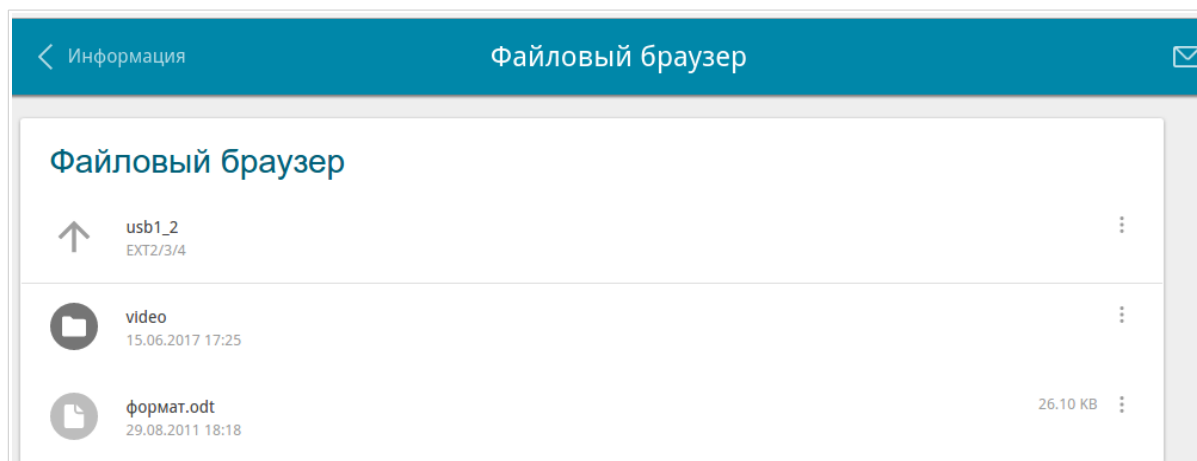 Информация
Файловый браузер
Файловый браузер
usb1_2
EXT2/3/4
video
15.06.2017 17:25
формат.odt
26.10 KB
29.08.2011 18:18